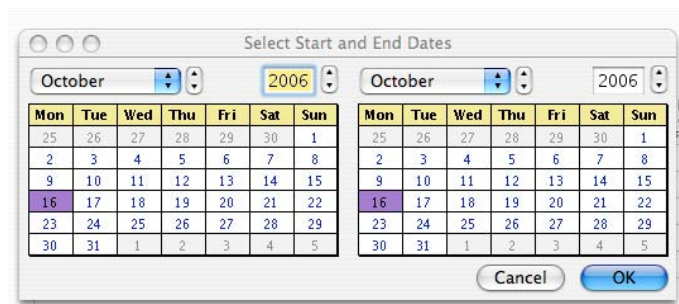 Select Start and End Dates
October 2006 October 2006
Mon Tue Wed Thu Fri Sat Sun Mon Tue Wed Thu Fri Sat Sun
25 26 27 28 29 30 1 25 26 27 28 29 30 1
2 3 4 5 6 7 8 2 3 4 5 6 7 8
9 10 11 12 13 14 15 9 10 11 12 13 14 15
16 17 18 19 20 21 22 16 17 18 19 20 21 22
23 24 25 26 27 28 29 23 24 25 26 27 28 29
30 31 1 2 3 4 5 30 31 1 2 3 4 5
Cancel OK